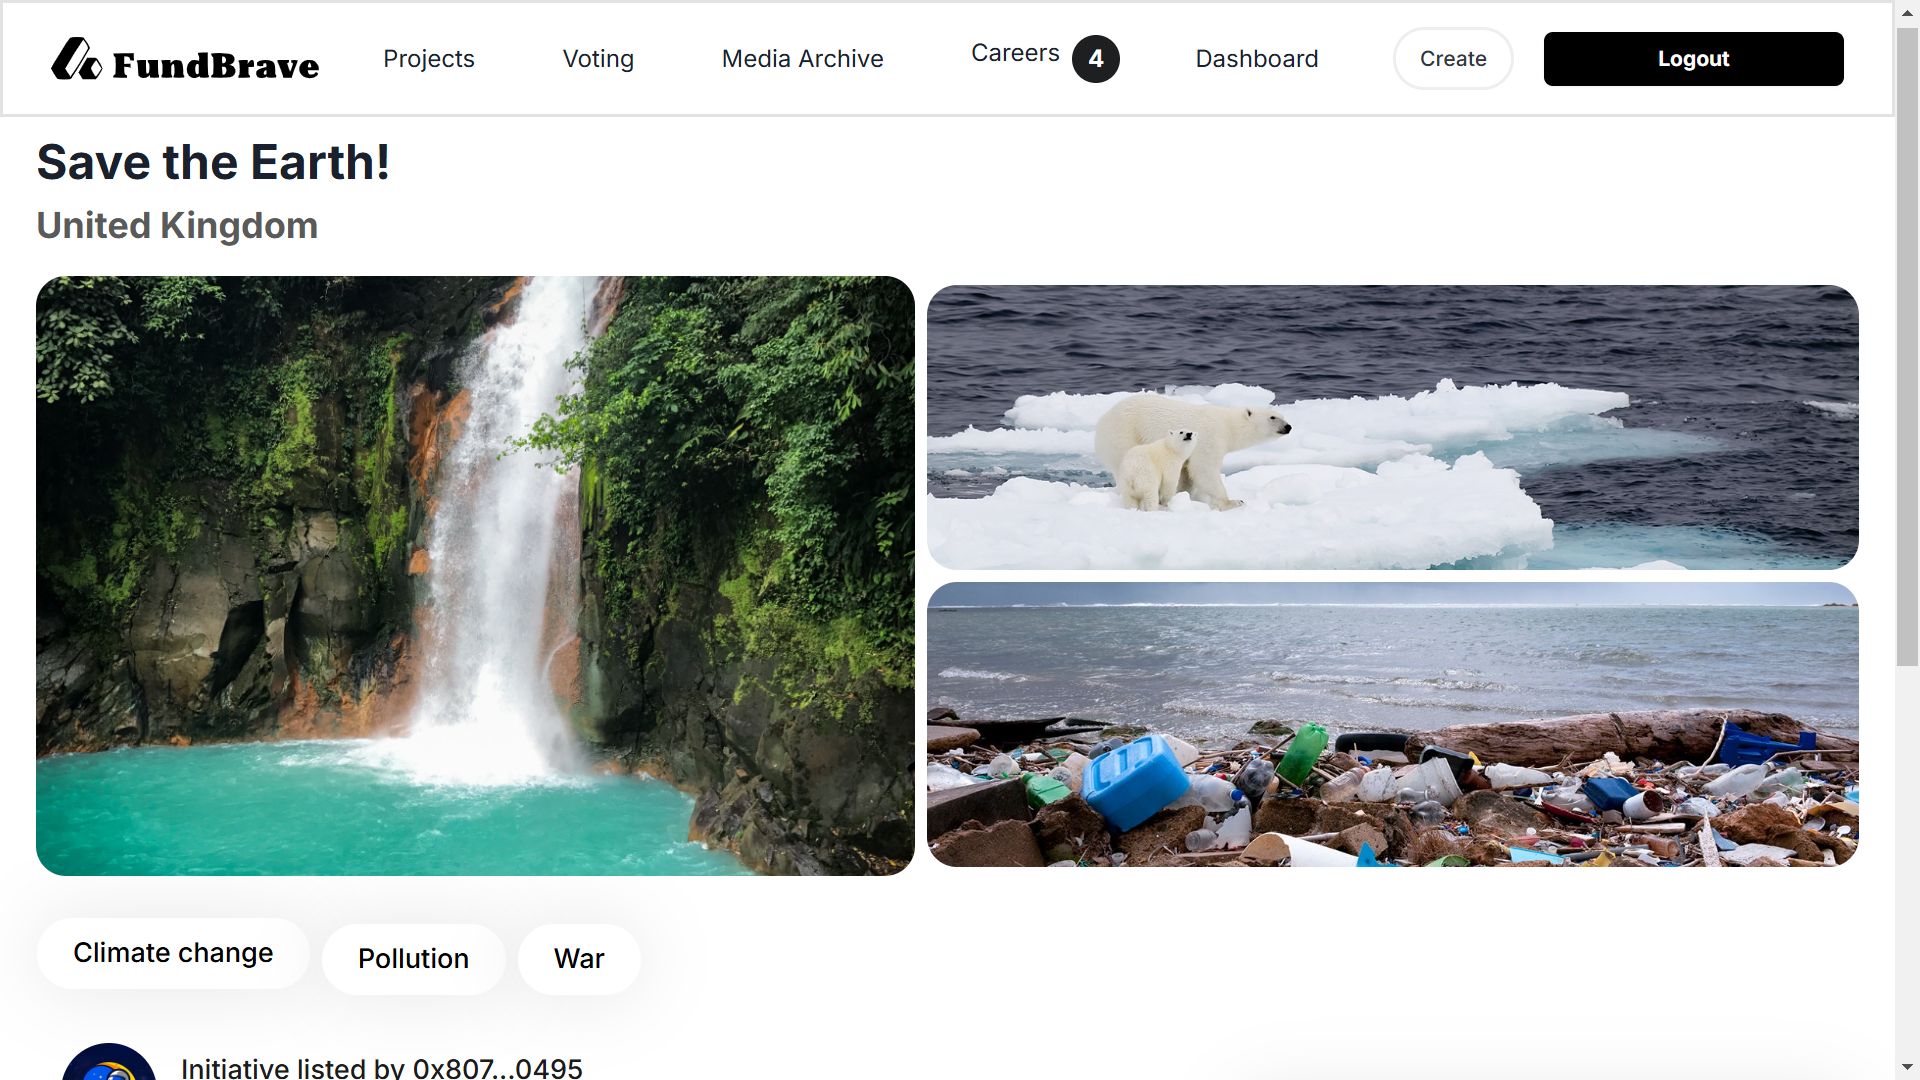 FundBrave
Projects
Voting
Media Archive
Careers 4
Dashboard
Create
Logout
Save the Earth!
United Kingdom
Climate change
Pollution
War
Initiative listed by 0x807...0495